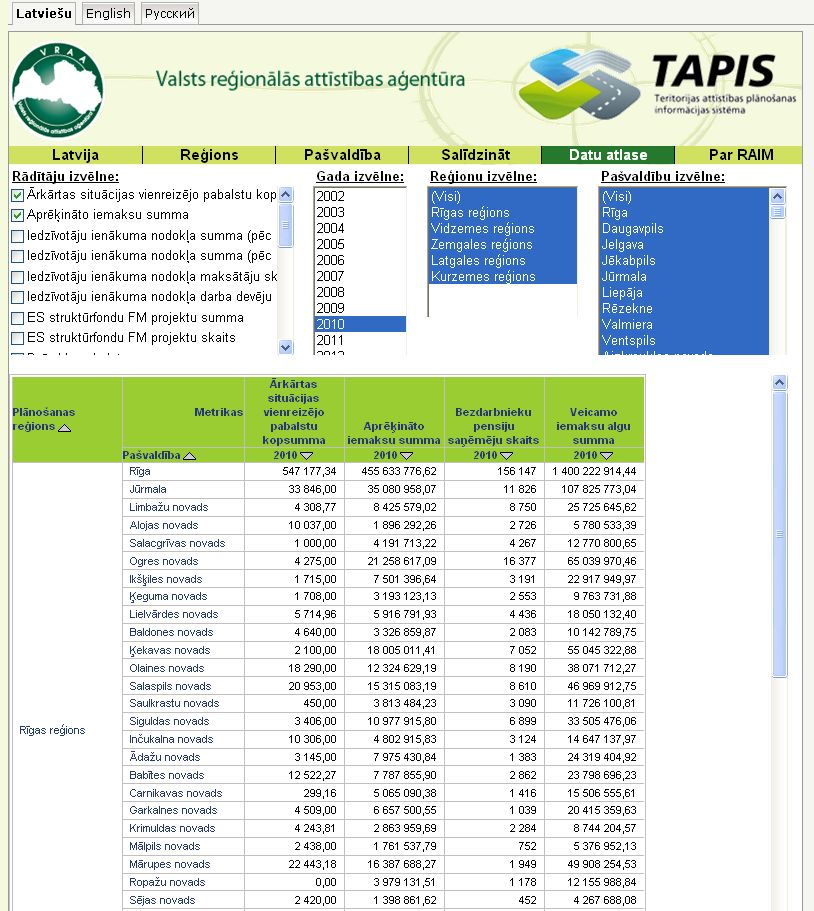 Latviešu English Русский
VRAA
Valsts reģionālās attīstības aģentūra
Valsts reģionālās attīstības aģentūra
TAPIS
Teritorijas attīstības plānošanas
informācijas sistēma
Latvija Reģions Pašvaldība Salīdzināt Datu atlase Par RAIM
Rādītāju izvēlne: Gada izvēlne: Reģionu izvēlne: Pašvaldību izvēlne:
Ārkārtas situācijas vienreizējo pabalstu kop
Aprēķināto iemaksu summa
Iedzīvotāju ienākuma nodokļa summa (pēc
Iedzīvotāju ienākuma nodokļa summa (pēc
Iedzīvotāju ienākuma nodokļa maksātāju sk
Iedzīvotāju ienākuma nodokļa darba devēju
ES struktūrfondu FM projektu summa
ES struktūrfondu FM projektu skaits
2002
2003
2004
2005
2006
2007
2008
2009
2010
2011
2012
(Visi)
Rīgas reģions
Vidzemes reģions
Zemgales reģions
Latgales reģions
Kurzemes reģions
(Visi)
Rīga
Daugavpils
Jelgava
Jēkabpils
Jūrmala
Liepāja
Rēzekne
Valmiera
Ventspils
Aizkraukles novads
Plānošanas
reģions
Metrikas
Pašvaldība
Ārkārtas
situācijas
vienreizējo
pabalstu
kopsumma
2010
Aprēķināto
iemaksu summa
2010
Bezdarbnieku
pensiju
saņēmēju skaits
2010
Veicamo
iemaksu algu
summa
2010
Rīgas reģions
Rīga 547 177,34 455 633 776,62 156 147 1 400 222 914,44
Jūrmala 33 846,00 35 080 958,07 11 826 107 825 773,04
Limbažu novads 4 308,77 8 425 579,02 8 750 25 725 645,62
Alojas novads 10 037,00 1 896 292,26 2 726 5 780 533,39
Salacgrīvas novads 1 000,00 4 191 713,22 4 267 12 770 800,65
Ogres novads 4 275,00 21 258 617,09 16 377 65 039 970,46
Ikšķiles novads 1 715,00 7 501 396,64 3 191 22 917 949,97
Ķeguma novads 1 708,00 3 193 123,13 2 553 9 763 731,88
Lielvārdes novads 5 714,96 5 916 791,93 4 436 18 050 132,40
Baldones novads 4 640,00 3 326 859,87 2 083 10 142 789,75
Ķekavas novads 2 100,00 18 005 011,41 7 052 55 045 322,88
Olaines novads 18 290,00 12 324 629,19 8 190 38 071 712,27
Salaspils novads 20 953,00 15 315 083,19 8 610 46 969 912,75
Saulkrastu novads 450,00 3 813 484,23 3 090 11 726 100,81
Siguldas novads 3 406,00 10 977 915,80 6 899 33 505 476,06
Inčukalna novads 10 306,00 4 802 915,83 3 124 14 647 137,97
Ādažu novads 3 145,00 7 975 430,84 1 383 24 319 404,92
Babītes novads 12 522,27 7 787 855,90 2 862 23 798 696,23
Carnikavas novads 299,16 5 065 090,38 1 416 15 506 555,61
Garkalnes novads 4 509,00 6 657 500,55 1 039 20 415 359,63
Krimuldas novads 4 243,81 2 863 959,69 2 284 8 744 204,57
Mālpils novads 2 438,00 1 761 537,79 752 5 376 952,13
Mārupes novads 22 443,18 16 387 688,27 1 949 49 908 254,53
Ropažu novads 0,00 3 979 131,51 1 178 12 155 988,84
Sējas novads 2 420,00 1 398 861,62 452 4 267 688,08